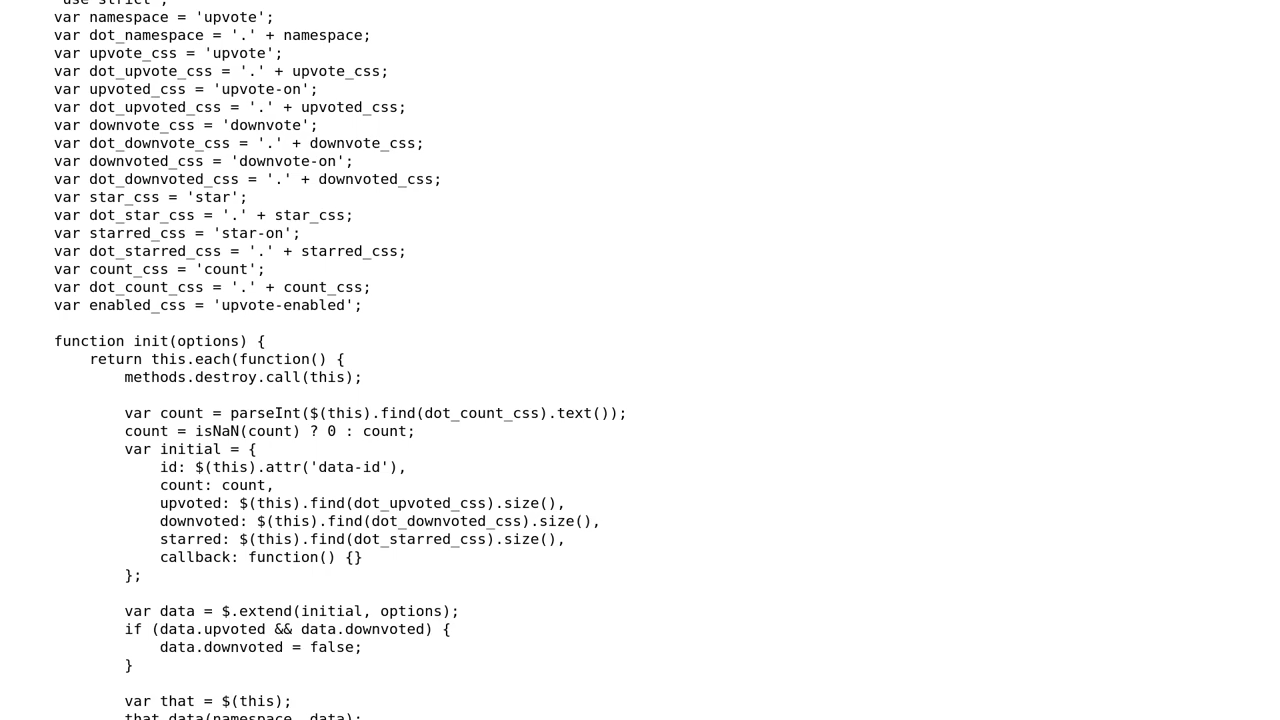 'use strict';
var namespace = 'upvote';
var dot_namespace = '.' + namespace;
var upvote_css = 'upvote';
var dot_upvote_css = '.' + upvote_css;
var upvoted_css = 'upvote-on';
var dot_upvoted_css = '.' + upvoted_css;
var downvote_css = 'downvote';
var dot_downvote_css = '.' + downvote_css;
var downvoted_css = 'downvote-on';
var dot_downvoted_css = '.' + downvoted_css;
var star_css = 'star';
var dot_star_css = '.' + star_css;
var starred_css = 'star-on';
var dot_starred_css = '.' + starred_css;
var count_css = 'count';
var dot_count_css = '.' + count_css;
var enabled_css = 'upvote-enabled';
function init(options) {
return this.each(function() {
methods.destroy.call(this);
var count = parseInt($(this).find(dot_count_css).text());
count = isNaN(count) ? 0 : count;
var initial = {
id: $(this).attr('data-id'),
count: count,
upvoted: $(this).find(dot_upvoted_css).size(),
downvoted: $(this).find(dot_downvoted_css).size(),
starred: $(this).find(dot_starred_css).size(),
callback: function() {}
};
var data = $.extend(initial, options);
if (data.upvoted && data.downvoted) {
data.downvoted = false;
}
var that = $(this);
that.data(namespace, data);